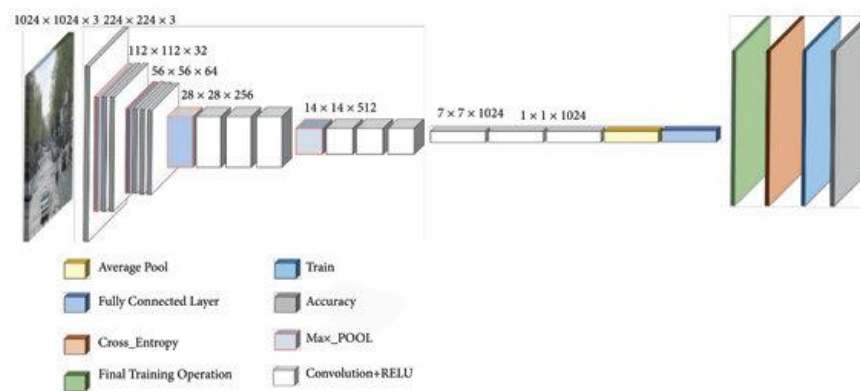 1024 × 1024 × 3 224 × 224 × 3
112 × 112 × 32
56 × 56 × 64
28 × 28 × 256
14 × 14 × 512
7 × 7 × 1024
1 × 1 × 1024
Average Pool
Fully Connected Layer
Cross_Entropy
Final Training Operation
Train
Accuracy
Max_POOL
Convolution+RELU